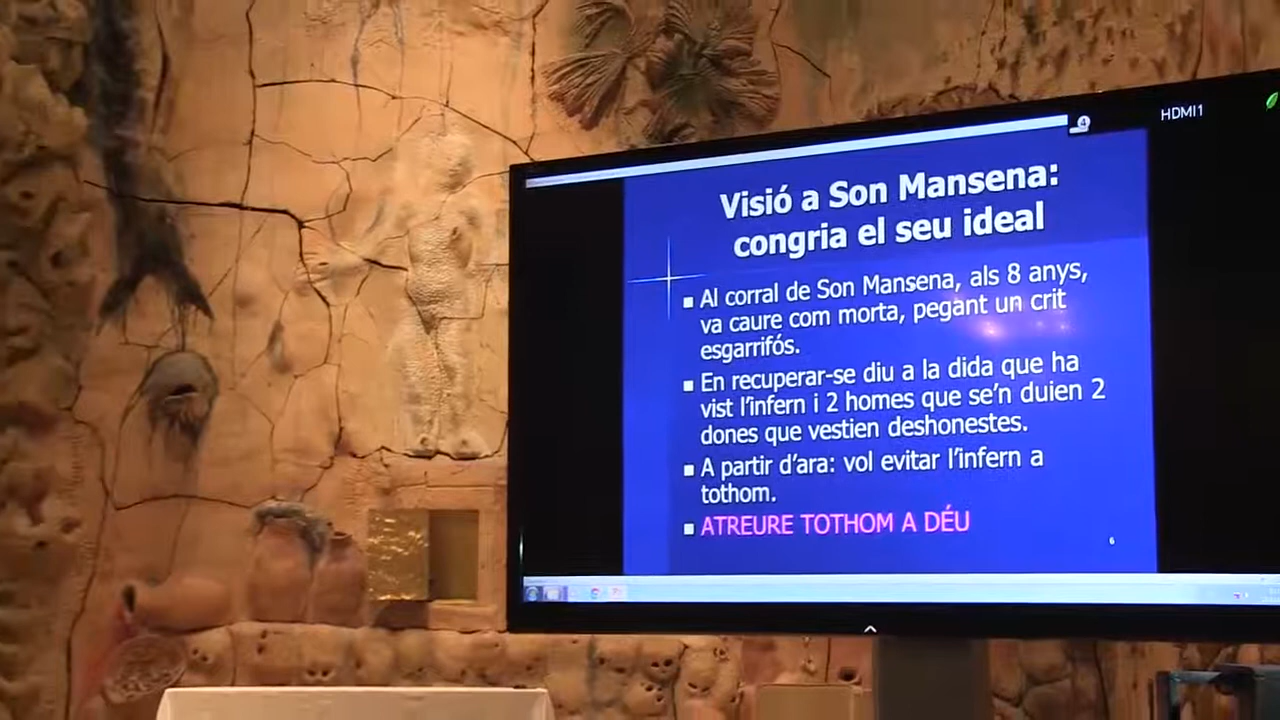 HDMI1
Visió a Son Mansena:
congria el seu ideal
▪ Al corral de Son Mansena, als 8 anys,
va caure com morta, pegant un crit
esgarrifós.
▪ En recuperar-se diu a la dida que ha
vist l'infern i 2 homes que se'n duien 2
dones que vestien deshonestes.
▪ A partir d'ara: vol evitar l'infern a
tothom.
▪ ATREURE TOTHOM A DÉU
6